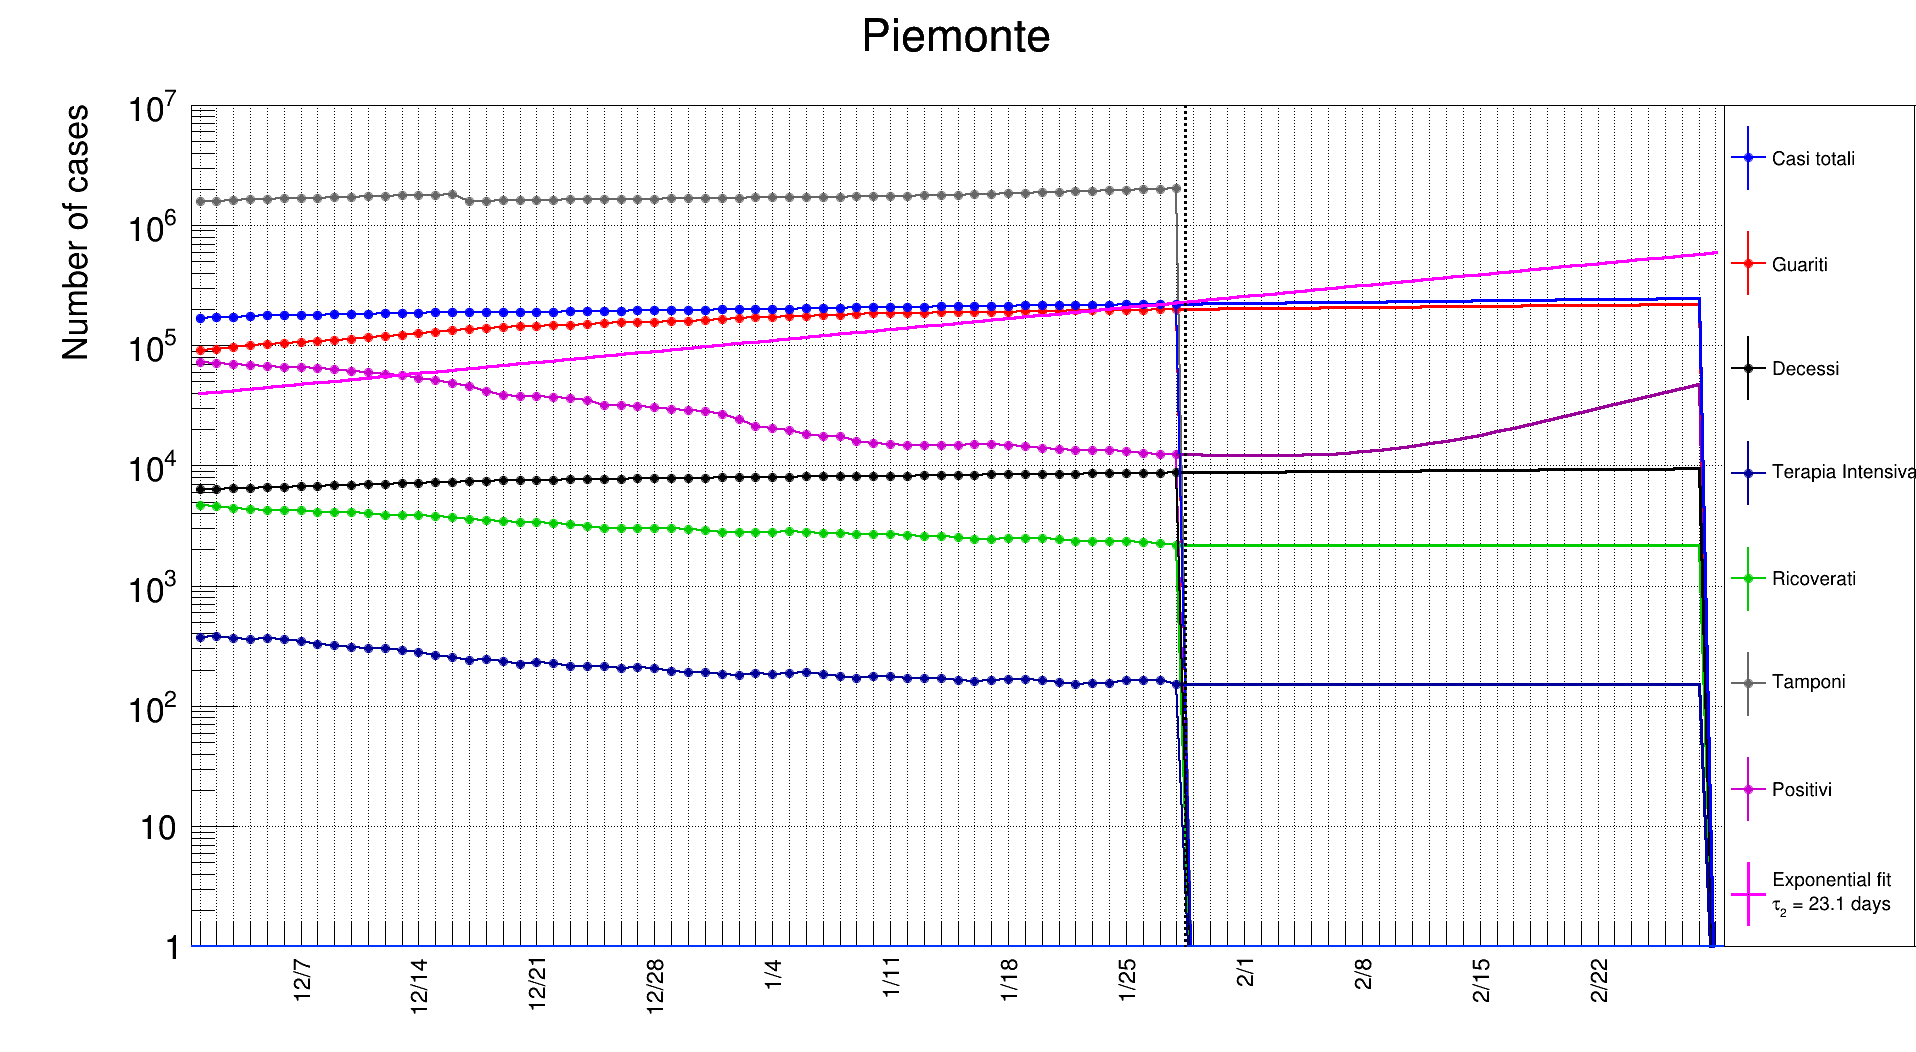 Piemonte
Number of cases
10^7
10^6
10^5
10^4
10^3
10^2
10
1
12/7
12/14
12/21
12/28
1/4
1/11
1/18
1/25
2/1
2/8
2/15
2/22
Casi totali
Guariti
Decessi
Terapia Intensiva
Ricoverati
Tamponi
Positivi
Exponential fit
τ_2 = 23.1 days